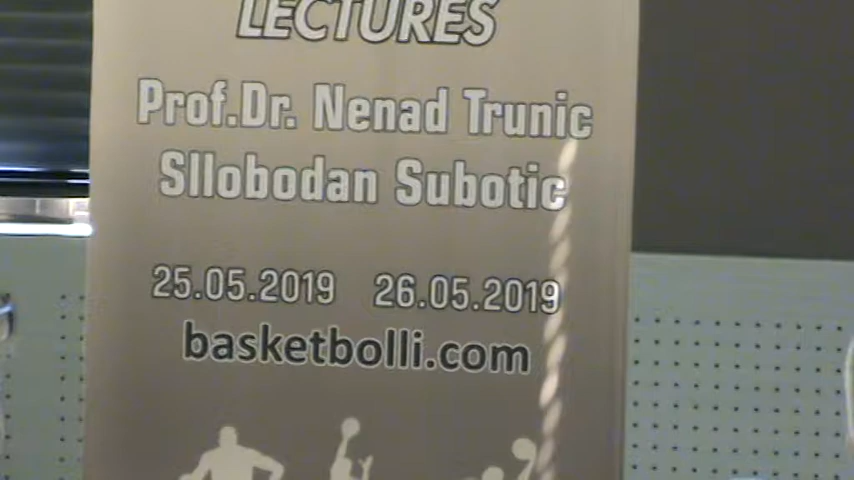 LECTURES
Prof.Dr. Nenad Trunic
Sllobodan Subotic
25.05.2019 26.05.2019
basketbolli.com